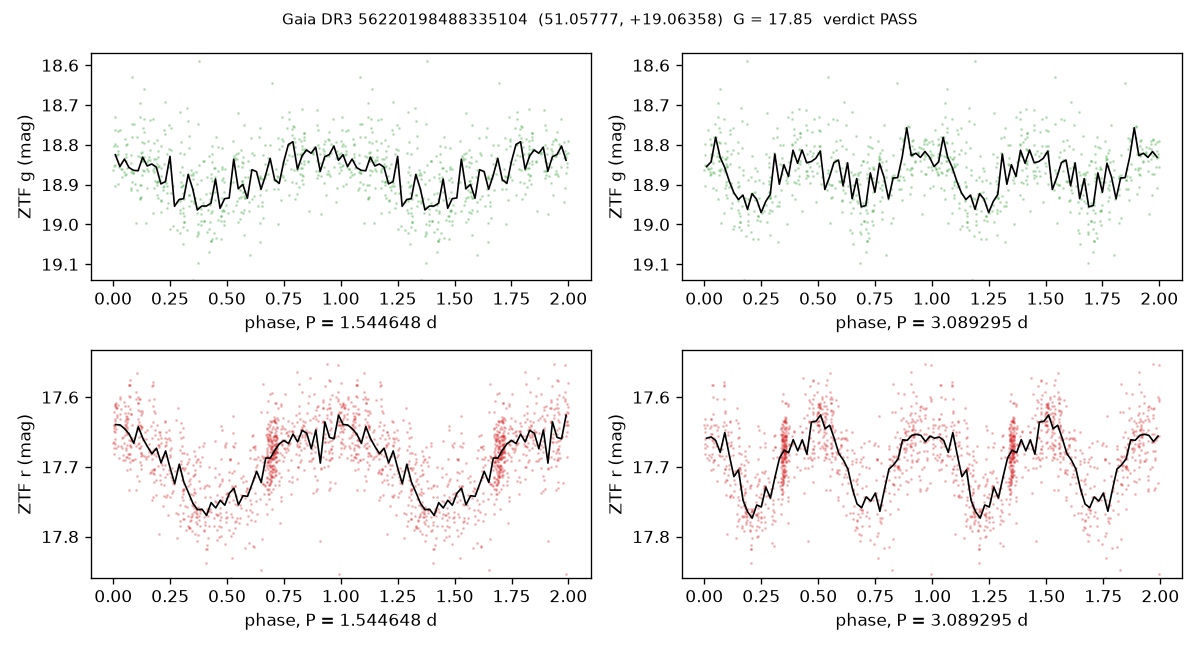 Gaia DR3 56220198488335104 (51.05777, +19.06358) G = 17.85 verdict PASS
ZTF g (mag)
18.6
18.7
18.8
18.9
19.0
19.1
0.00 0.25 0.50 0.75 1.00 1.25 1.50 1.75 2.00
phase, P = 1.544648 d
ZTF g (mag)
18.6
18.7
18.8
18.9
19.0
19.1
0.00 0.25 0.50 0.75 1.00 1.25 1.50 1.75 2.00
phase, P = 3.089295 d
ZTF r (mag)
17.6
17.7
17.8
0.00 0.25 0.50 0.75 1.00 1.25 1.50 1.75 2.00
phase, P = 1.544648 d
ZTF r (mag)
17.6
17.7
17.8
0.00 0.25 0.50 0.75 1.00 1.25 1.50 1.75 2.00
phase, P = 3.089295 d